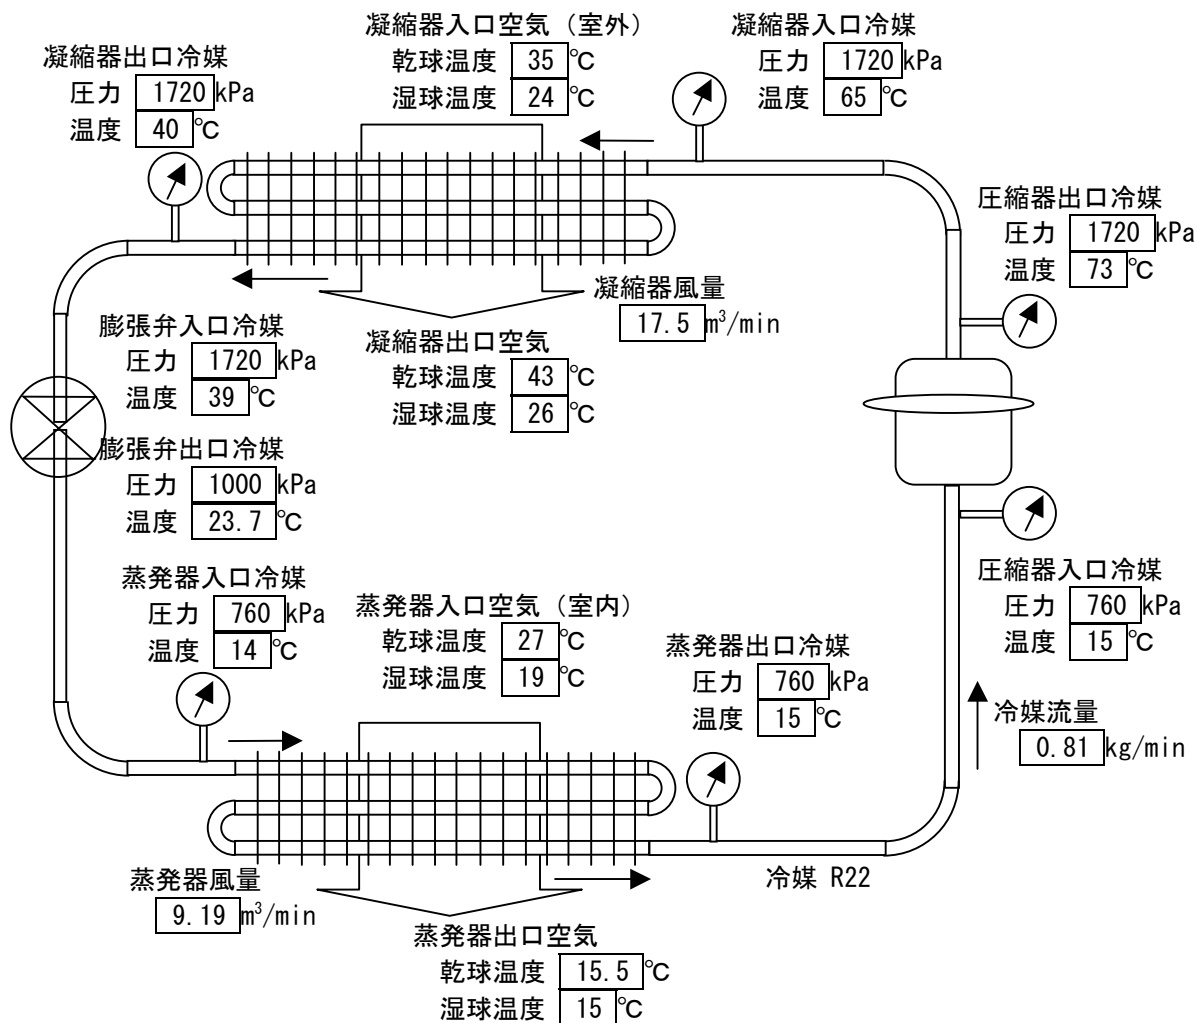 凝縮器出口冷媒
圧力 1720 kPa
温度 40 ℃
凝縮器入口空気（室外）
乾球温度 35 ℃
湿球温度 24 ℃
凝縮器入口冷媒
圧力 1720 kPa
温度 65 ℃
圧縮器出口冷媒
圧力 1720 kPa
温度 73 ℃
凝縮器風量
17.5 m³/min
凝縮器出口空気
乾球温度 43 ℃
湿球温度 26 ℃
膨張弁入口冷媒
圧力 1720 kPa
温度 39 ℃
膨張弁出口冷媒
圧力 1000 kPa
温度 23.7 ℃
蒸発器入口冷媒
圧力 760 kPa
温度 14 ℃
蒸発器入口空気（室内）
乾球温度 27 ℃
湿球温度 19 ℃
蒸発器出口冷媒
圧力 760 kPa
温度 15 ℃
圧縮器入口冷媒
圧力 760 kPa
温度 15 ℃
冷媒流量
0.81 kg/min
冷媒 R22
蒸発器風量
9.19 m³/min
蒸発器出口空気
乾球温度 15.5 ℃
湿球温度 15 ℃